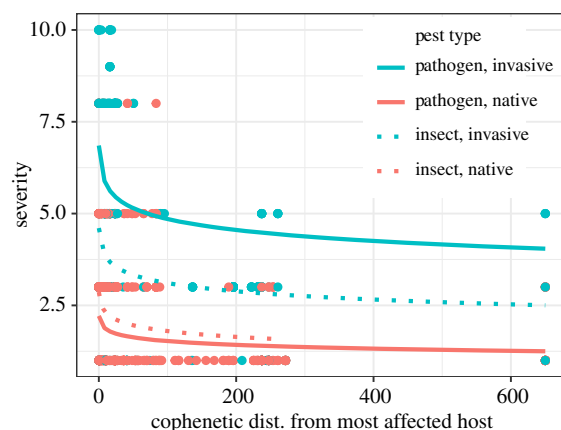 10.0
7.5
5.0
2.5
severity
pest type
pathogen, invasive
pathogen, native
insect, invasive
insect, native
0 200 400 600
cophenetic dist. from most affected host